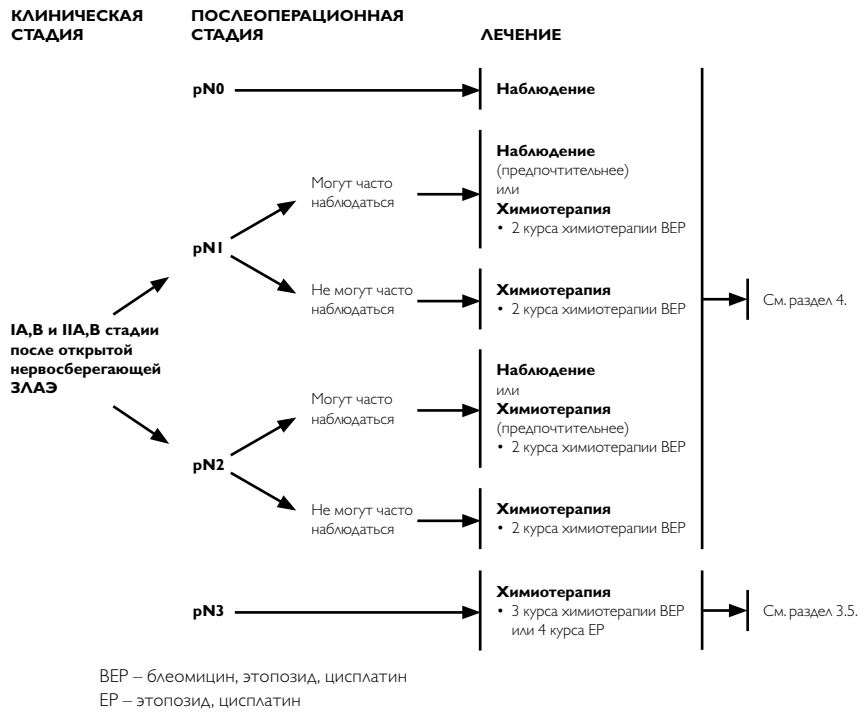 КЛИНИЧЕСКАЯ
СТАДИЯ
ПОСЛЕОПЕРАЦИОННАЯ
СТАДИЯ
ЛЕЧЕНИЕ
pN0
Наблюдение
Могут часто
наблюдаться
Наблюдение
(предпочтительнее)
или
Химиотерапия
• 2 курса химиотерапии BEP
pN1
Не могут часто
наблюдаться
Химиотерапия
• 2 курса химиотерапии BEP
См. раздел 4.
IA,B и IIA,B стадии
после открытой
нервосберегающей
ЗЛАЭ
Могут часто
наблюдаться
Наблюдение
или
Химиотерапия
(предпочтительнее)
• 2 курса химиотерапии BEP
pN2
Не могут часто
наблюдаться
Химиотерапия
• 2 курса химиотерапии BEP
pN3
Химиотерапия
• 3 курса химиотерапии BEP
или 4 курса EP
См. раздел 3.5.
BEP – блеомицин, этопозид, цисплатин
EP – этопозид, цисплатин